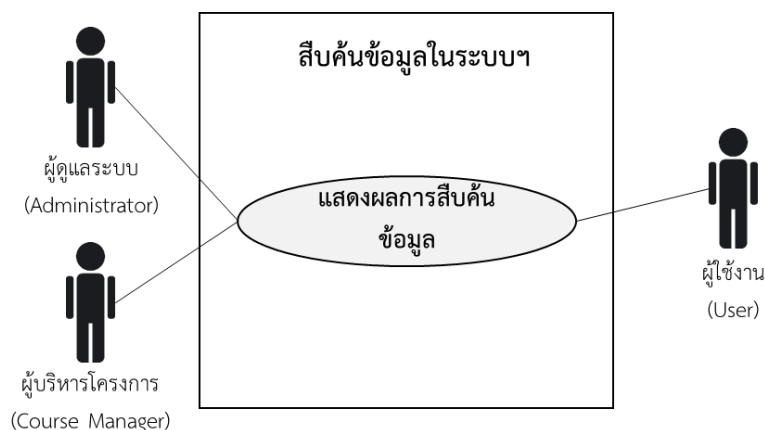 สืบค้นข้อมูลในระบบฯ
ผู้ดูแลระบบ
(Administrator)
แสดงผลการสืบค้น
ข้อมูล
ผู้ใช้งาน
(User)
ผู้บริหารโครงการ
(Course Manager)